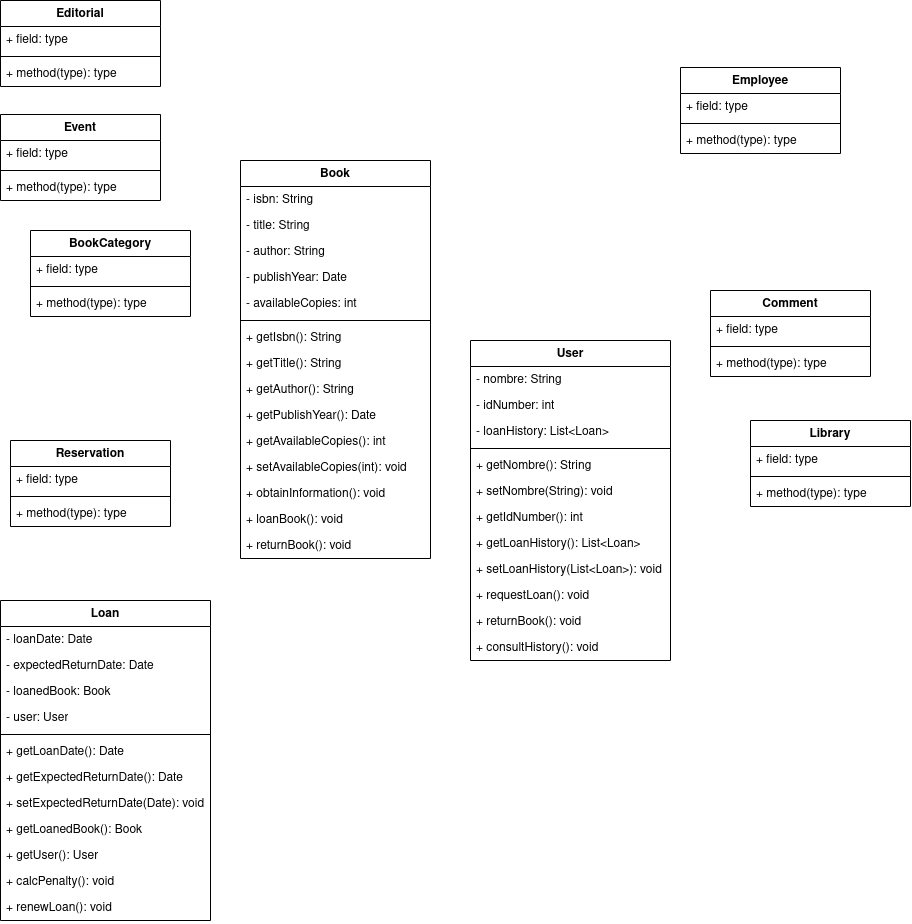 Editorial
+ field: type
+ method(type): type
Event
+ field: type
+ method(type): type
BookCategory
+ field: type
+ method(type): type
Reservation
+ field: type
+ method(type): type
Loan
- loanDate: Date
- expectedReturnDate: Date
- loanedBook: Book
- user: User
+ getLoanDate(): Date
+ getExpectedReturnDate(): Date
+ setExpectedReturnDate(Date): void
+ getLoanedBook(): Book
+ getUser(): User
+ calcPenalty(): void
+ renewLoan(): void
Book
- isbn: String
- title: String
- author: String
- publishYear: Date
- availableCopies: int
+ getIsbn(): String
+ getTitle(): String
+ getAuthor(): String
+ getPublishYear(): Date
+ getAvailableCopies(): int
+ setAvailableCopies(int): void
+ obtainInformation(): void
+ loanBook(): void
+ returnBook(): void
User
- nombre: String
- idNumber: int
- loanHistory: List<Loan>
+ getNombre(): String
+ setNombre(String): void
+ getIdNumber(): int
+ getLoanHistory(): List<Loan>
+ setLoanHistory(List<Loan>): void
+ requestLoan(): void
+ returnBook(): void
+ consultHistory(): void
Employee
+ field: type
+ method(type): type
Comment
+ field: type
+ method(type): type
Library
+ field: type
+ method(type): type